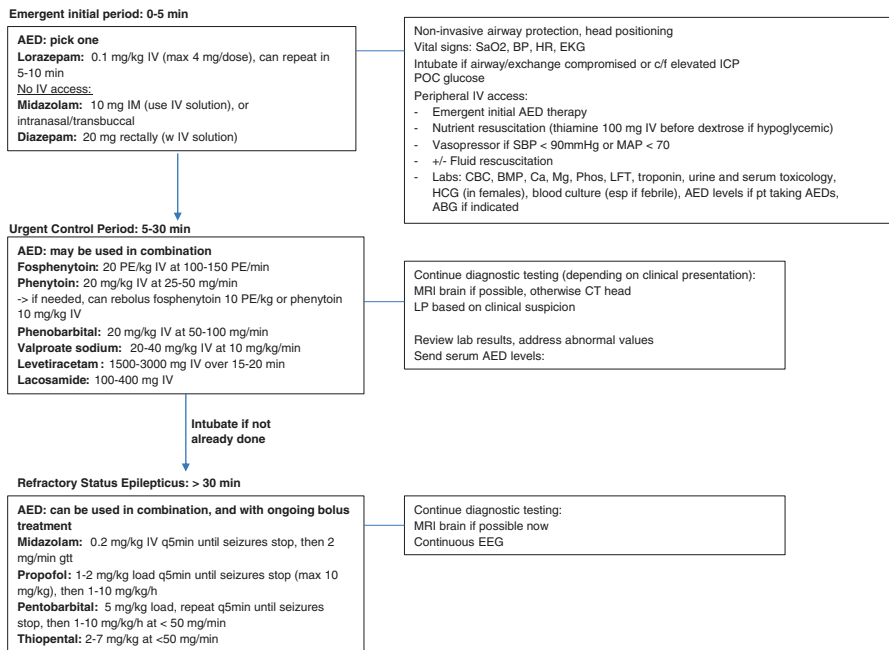 Emergent initial period: 0-5 min
AED: pick one
Lorazepam: 0.1 mg/kg IV (max 4 mg/dose), can repeat in
5-10 min
No IV access:
Midazolam: 10 mg IM (use IV solution), or
intranasal/transbuccal
Diazepam: 20 mg rectally (w IV solution)
Non-invasive airway protection, head positioning
Vital signs: SaO2, BP, HR, EKG
Intubate if airway/exchange compromised or c/f elevated ICP
POC glucose
Peripheral IV access:
- Emergent initial AED therapy
- Nutrient resuscitation (thiamine 100 mg IV before dextrose if hypoglycemic)
- Vasopressor if SBP < 90mmHg or MAP < 70
- +/- Fluid rescuscitation
- Labs: CBC, BMP, Ca, Mg, Phos, LFT, troponin, urine and serum toxicology,
HCG (in females), blood culture (esp if febrile), AED levels if pt taking AEDs,
ABG if indicated
Urgent Control Period: 5-30 min
AED: may be used in combination
Fosphenytoin: 20 PE/kg IV at 100-150 PE/min
Phenytoin: 20 mg/kg IV at 25-50 mg/min
-> if needed, can rebolus fosphenytoin 10 PE/kg or phenytoin
10 mg/kg IV
Phenobarbital: 20 mg/kg IV at 50-100 mg/min
Valproate sodium: 20-40 mg/kg IV at 10 mg/kg/min
Levetiracetam: 1500-3000 mg IV over 15-20 min
Lacosamide: 100-400 mg IV
Continue diagnostic testing (depending on clinical presentation):
MRI brain if possible, otherwise CT head
LP based on clinical suspicion
Review lab results, address abnormal values
Send serum AED levels:
Intubate if not
already done
Refractory Status Epilepticus: > 30 min
AED: can be used in combination, and with ongoing bolus
treatment
Midazolam: 0.2 mg/kg IV q5min until seizures stop, then 2
mg/min gtt
Propofol: 1-2 mg/kg load q5min until seizures stop (max 10
mg/kg), then 1-10 mg/kg/h
Pentobarbital: 5 mg/kg load, repeat q5min until seizures
stop, then 1-10 mg/kg/h at < 50 mg/min
Thiopental: 2-7 mg/kg at <50 mg/min
Continue diagnostic testing:
MRI brain if possible now
Continuous EEG